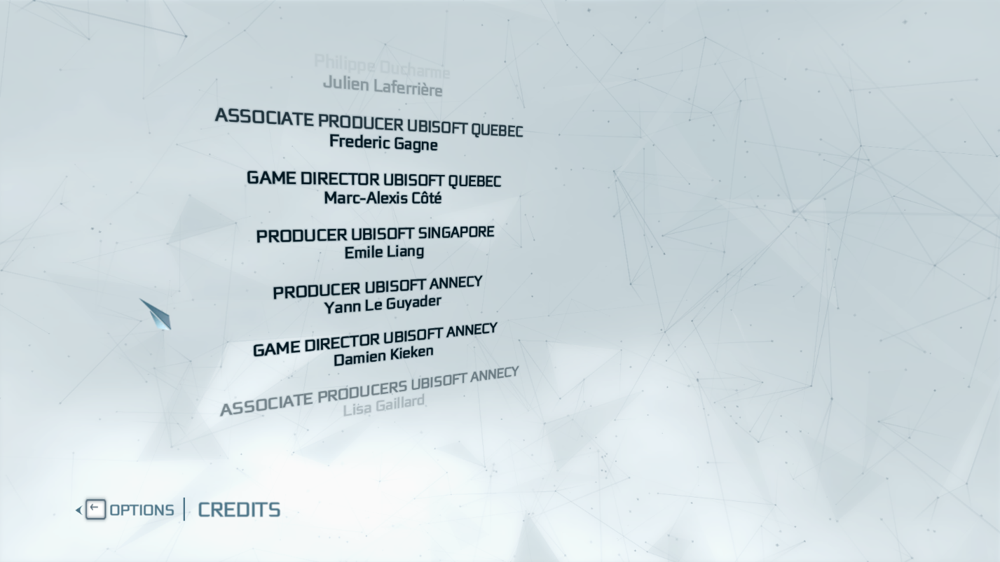 Philippe Ducharme
Julien Laferrière
ASSOCIATE PRODUCER UBISOFT QUEBEC
Frederic Gagne
GAME DIRECTOR UBISOFT QUEBEC
Marc-Alexis Côté
PRODUCER UBISOFT SINGAPORE
Emile Liang
PRODUCER UBISOFT ANNECY
Yann Le Guyader
GAME DIRECTOR UBISOFT ANNECY
Damien Kieken
ASSOCIATE PRODUCERS UBISOFT ANNECY
Lisa Gaillard
OPTIONS | CREDITS